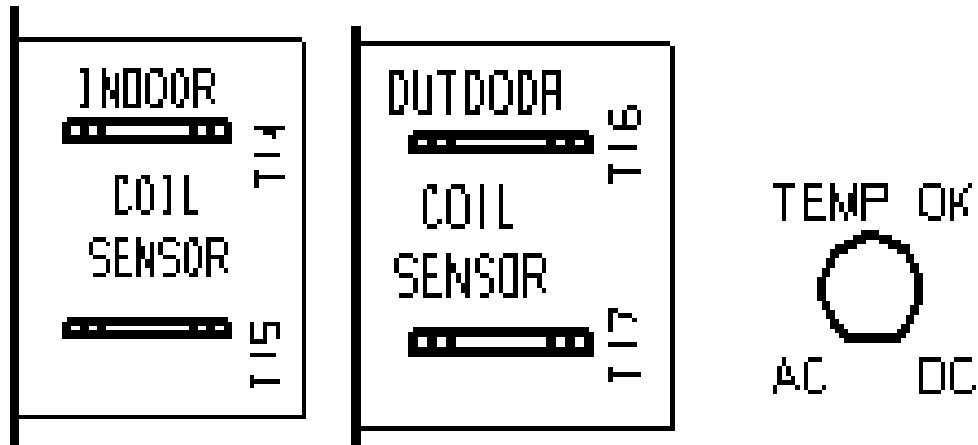 INDOOR
T14
COIL
SENSOR
T15
OUTDOOR
T16
COIL
SENSOR
T17
TEMP OK
AC DC